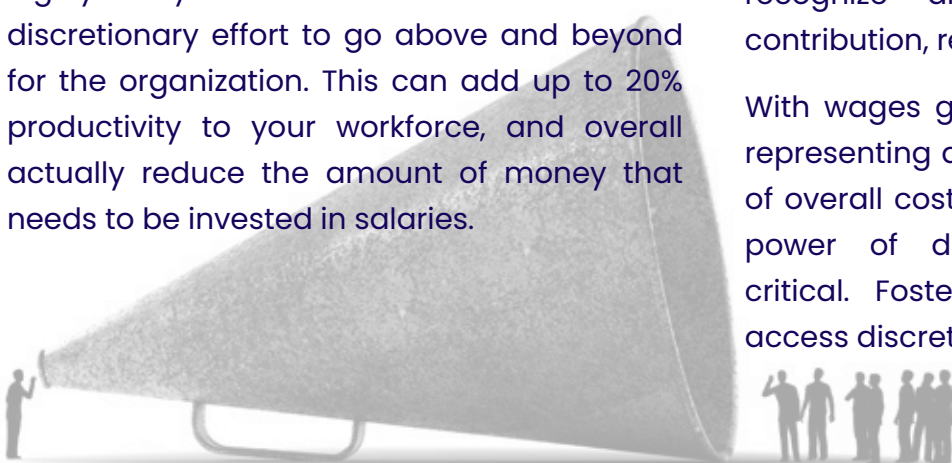 discretionary effort to go above and beyond
for the organization. This can add up to 20%
productivity to your workforce, and overall
actually reduce the amount of money that
needs to be invested in salaries.
contribution,
With wages
representing
of overall
power of
critical.
access